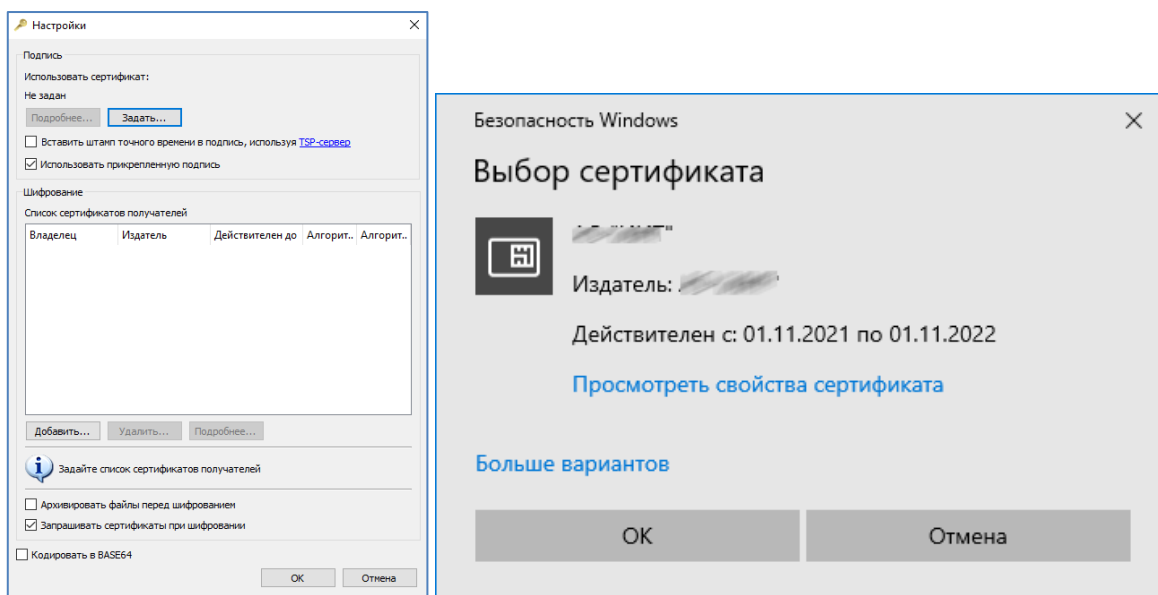 Настройки
Подпись
Использовать сертификат:
Не задан
Подробнее... Задать...
Вставить штамп точного времени в подпись, используя TSP-сервер
Использовать прикрепленную подпись
Шифрование
Список сертификатов получателей
Владелец Издатель Действителен до Алгорит.. Алгорит..
Добавить... Удалить... Подробнее...
Задайте список сертификатов получателей
Архивировать файлы перед шифрованием
Запрашивать сертификаты при шифровании
Кодировать в BASE64
ОК Отмена
Безопасность Windows
Выбор сертификата
Издатель:
Действителен с: 01.11.2021 по 01.11.2022
Просмотреть свойства сертификата
Больше вариантов
ОК Отмена